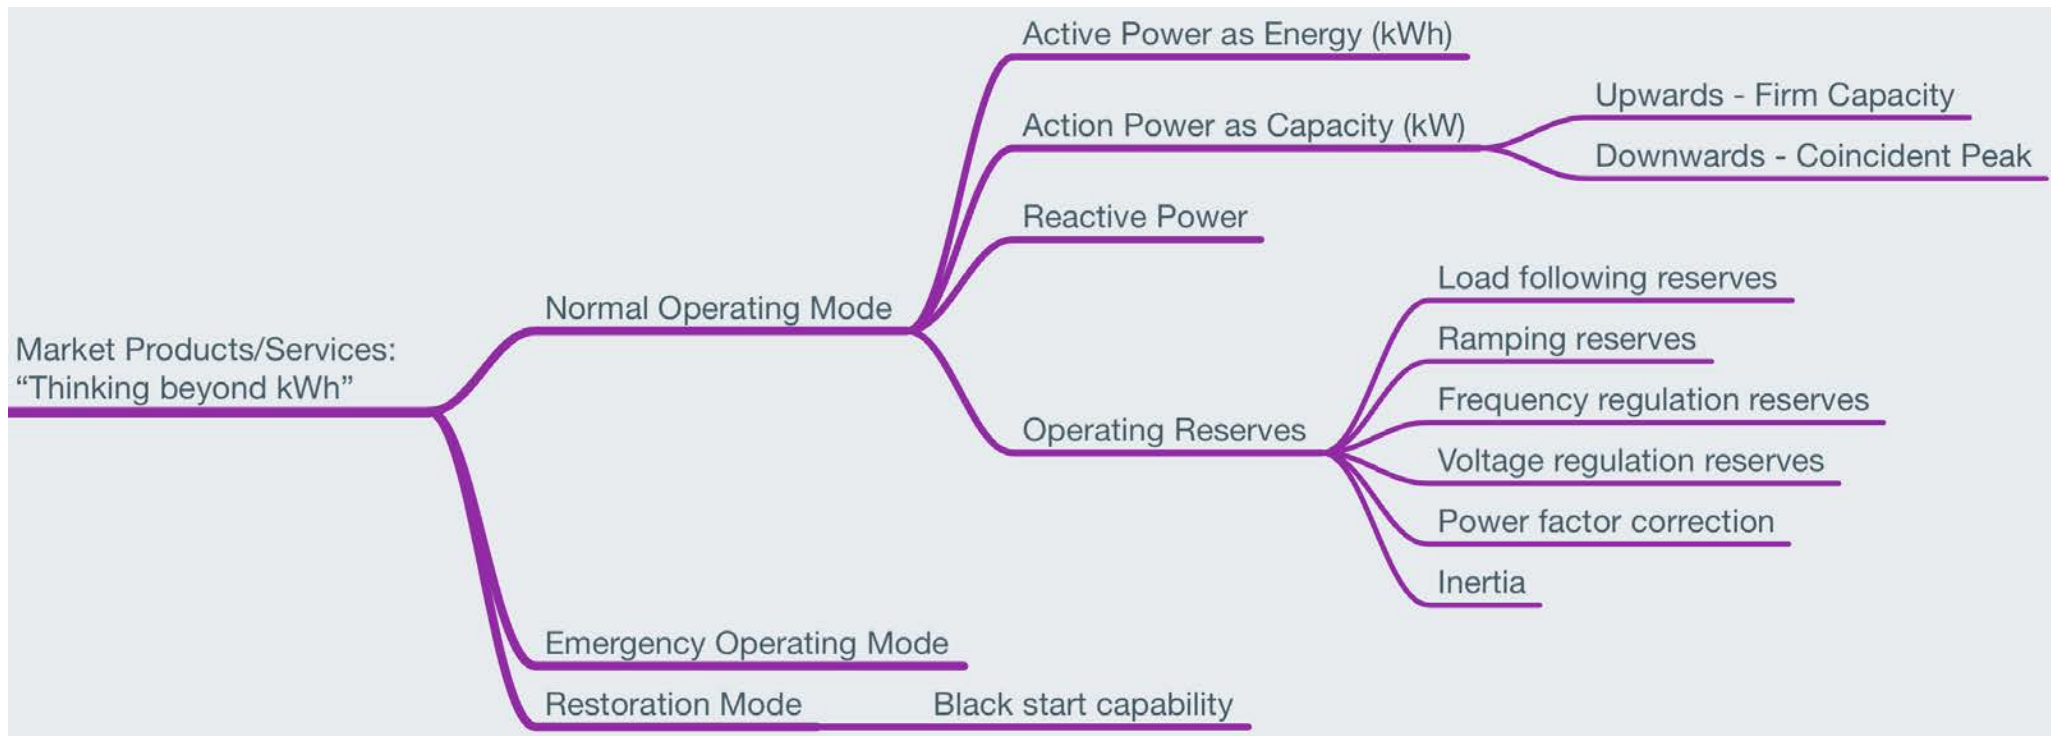 Market Products/Services:
“Thinking beyond kWh”
Normal Operating Mode
Active Power as Energy (kWh)
Action Power as Capacity (kW)
Upwards - Firm Capacity
Downwards - Coincident Peak
Reactive Power
Operating Reserves
Load following reserves
Ramping reserves
Frequency regulation reserves
Voltage regulation reserves
Power factor correction
Inertia
Emergency Operating Mode
Restoration Mode
Black start capability